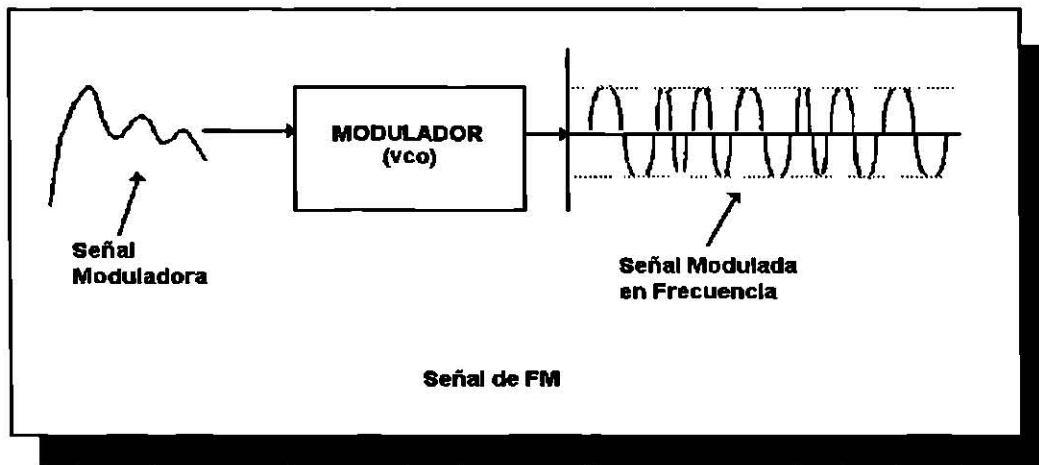 MODULADOR
(vco)
Señal
Moduladora
Señal Modulada
en Frecuencia
Señal de FM